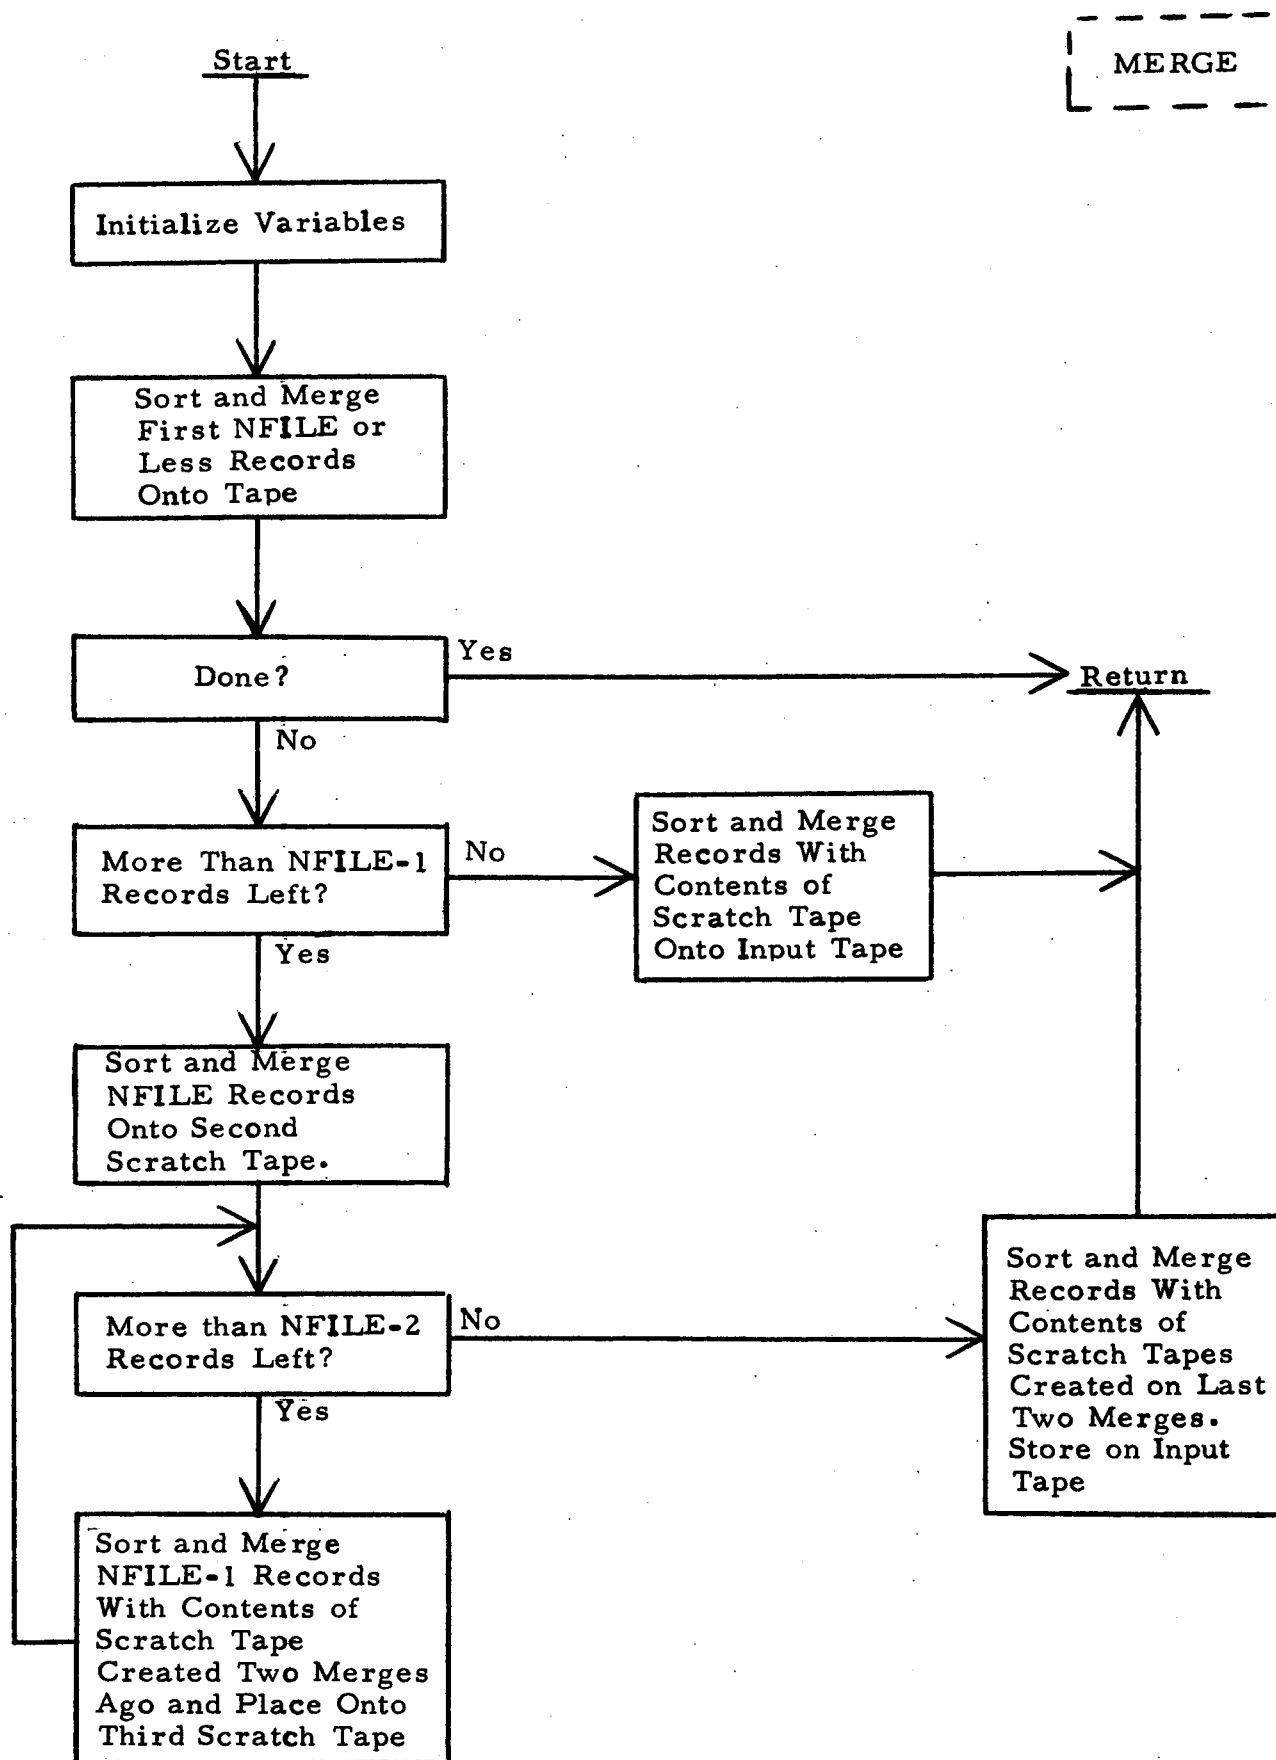 Start
MERGE
Initialize Variables
Sort and Merge
First NFILE or
Less Records
Onto Tape
Done?
Yes
Return
No
More Than NFILE-1
Records Left?
No
Sort and Merge
Records With
Contents of
Scratch Tape
Onto Input Tape
Yes
Sort and Merge
NFILE Records
Onto Second
Scratch Tape.
More than NFILE-2
Records Left?
No
Sort and Merge
Records With
Contents of
Scratch Tapes
Created on Last
Two Merges.
Store on Input
Tape
Yes
Sort and Merge
NFILE-1 Records
With Contents of
Scratch Tape
Created Two Merges
Ago and Place Onto
Third Scratch Tape